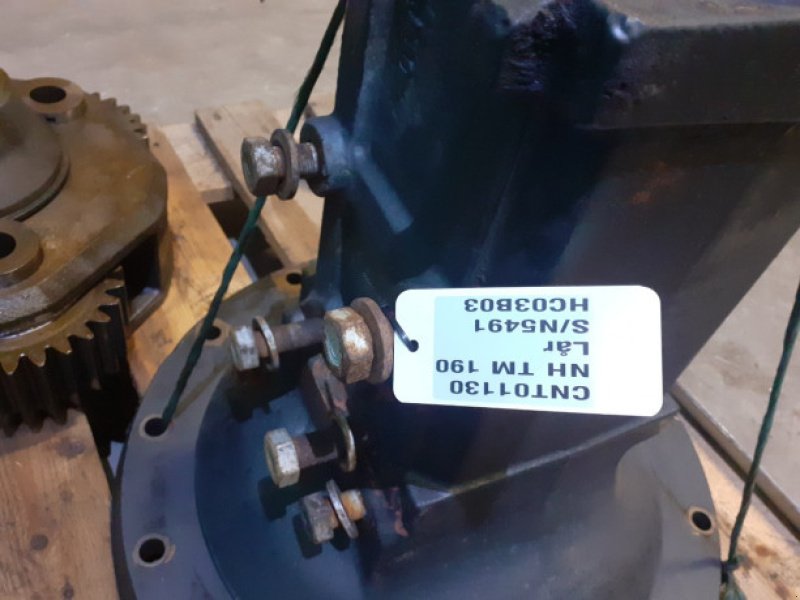 CNT01130
NH TM 190
Lår
S/N5491
HC03B03